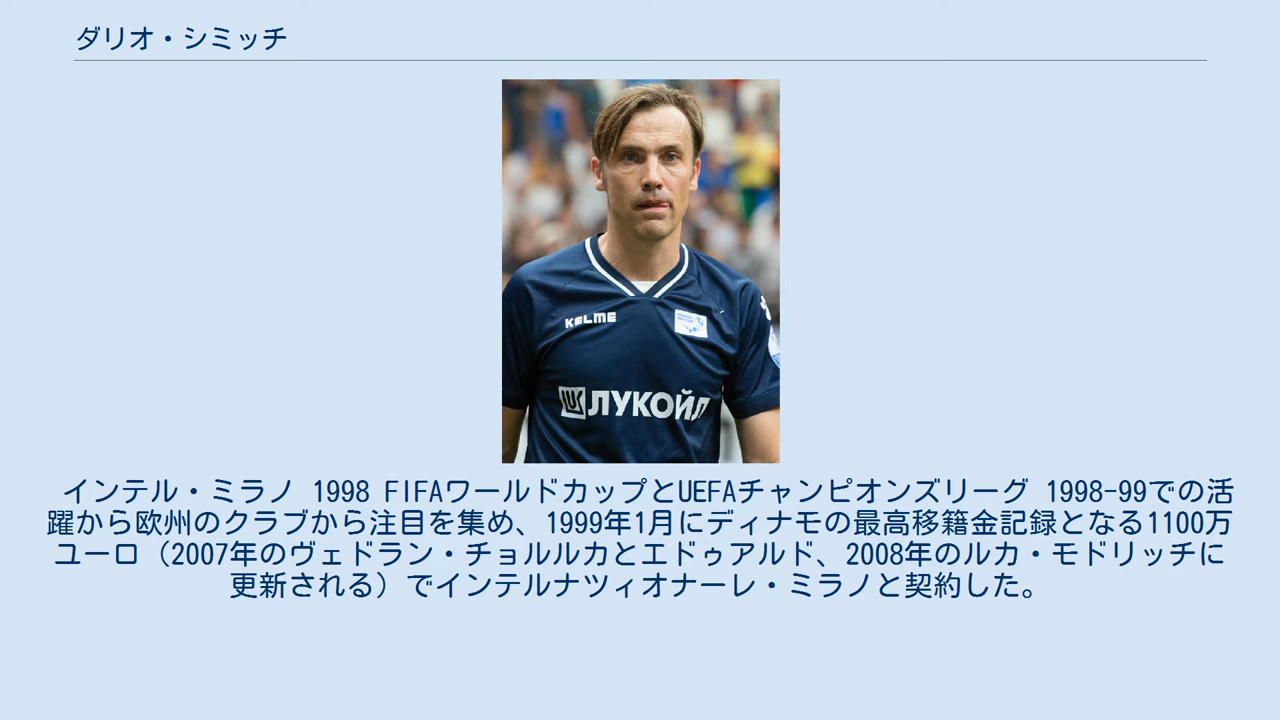 ダリオ・シミッチ
KELME
ЛУКОЙЛ
インテル・ミラノ 1998 FIFAワールドカップとUEFAチャンピオンズリーグ 1998-99での活
躍から欧州のクラブから注目を集め、1999年1月にディナモの最高移籍金記録となる1100万
ユーロ（2007年のヴェドラン・チョルルカとエドゥアルド、2008年のルカ・モドリッチに
更新される）でインテルナツィオナーレ・ミラノと契約した。